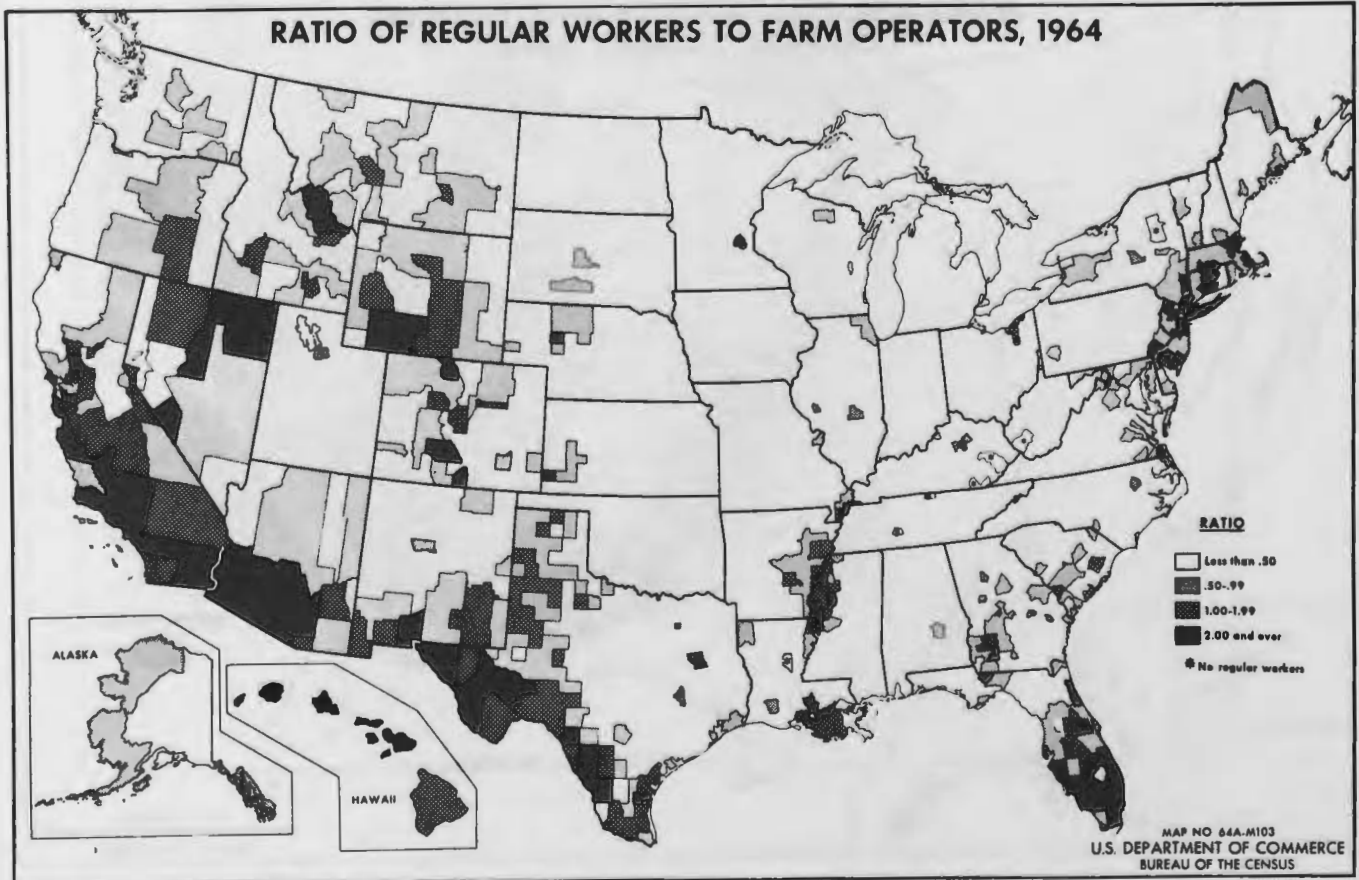 RATIO OF REGULAR WORKERS TO FARM OPERATORS, 1964
RATIO
Less than .50
.50-.99
1.00-1.99
2.00 and over
* No regular workers
ALASKA
HAWAII
MAP NO 64A-M103
U.S. DEPARTMENT OF COMMERCE
BUREAU OF THE CENSUS